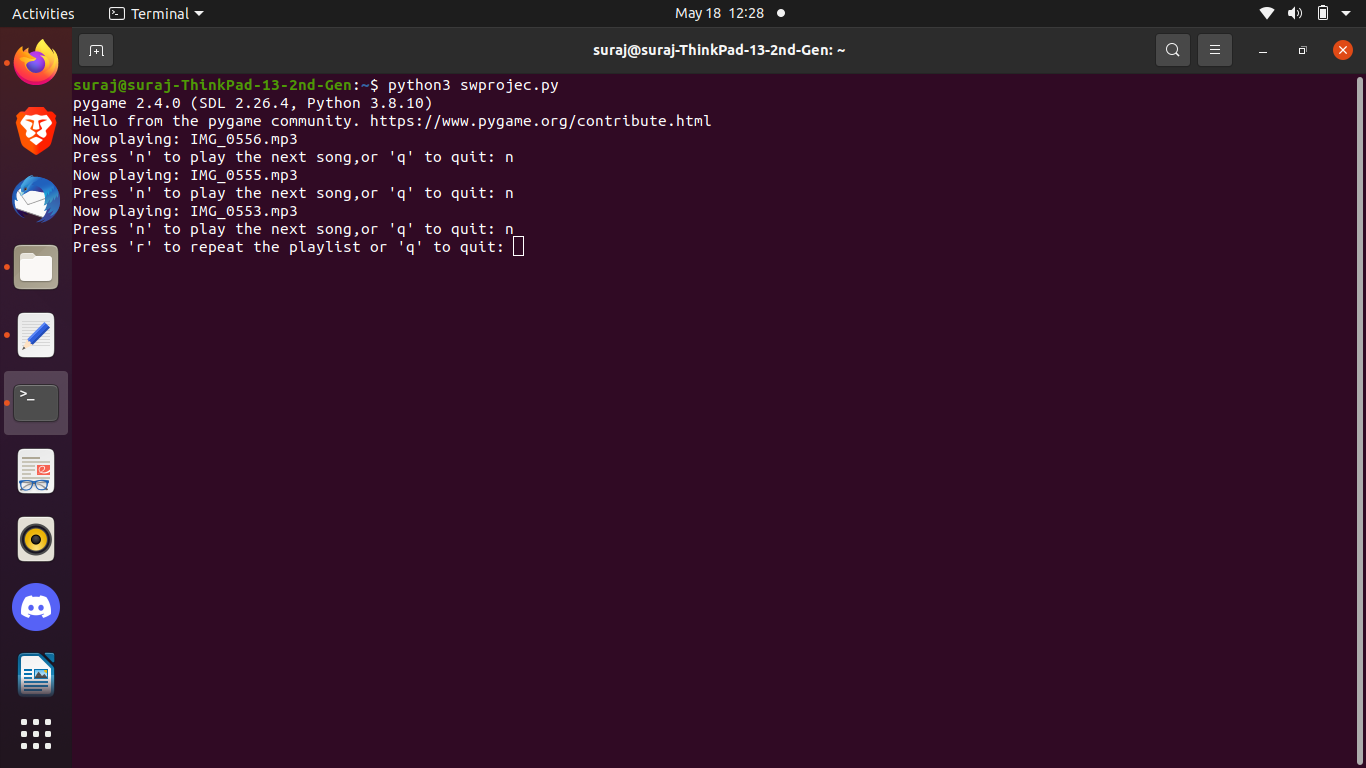 Activities
Terminal
May 18 12:28
suraj@suraj-ThinkPad-13-2nd-Gen: ~
suraj@suraj-ThinkPad-13-2nd-Gen:~$ python3 swprojec.py
pygame 2.4.0 (SDL 2.26.4, Python 3.8.10)
Hello from the pygame community. https://www.pygame.org/contribute.html
Now playing: IMG_0556.mp3
Press 'n' to play the next song,or 'q' to quit: n
Now playing: IMG_0555.mp3
Press 'n' to play the next song,or 'q' to quit: n
Now playing: IMG_0553.mp3
Press 'n' to play the next song,or 'q' to quit: n
Press 'r' to repeat the playlist or 'q' to quit: